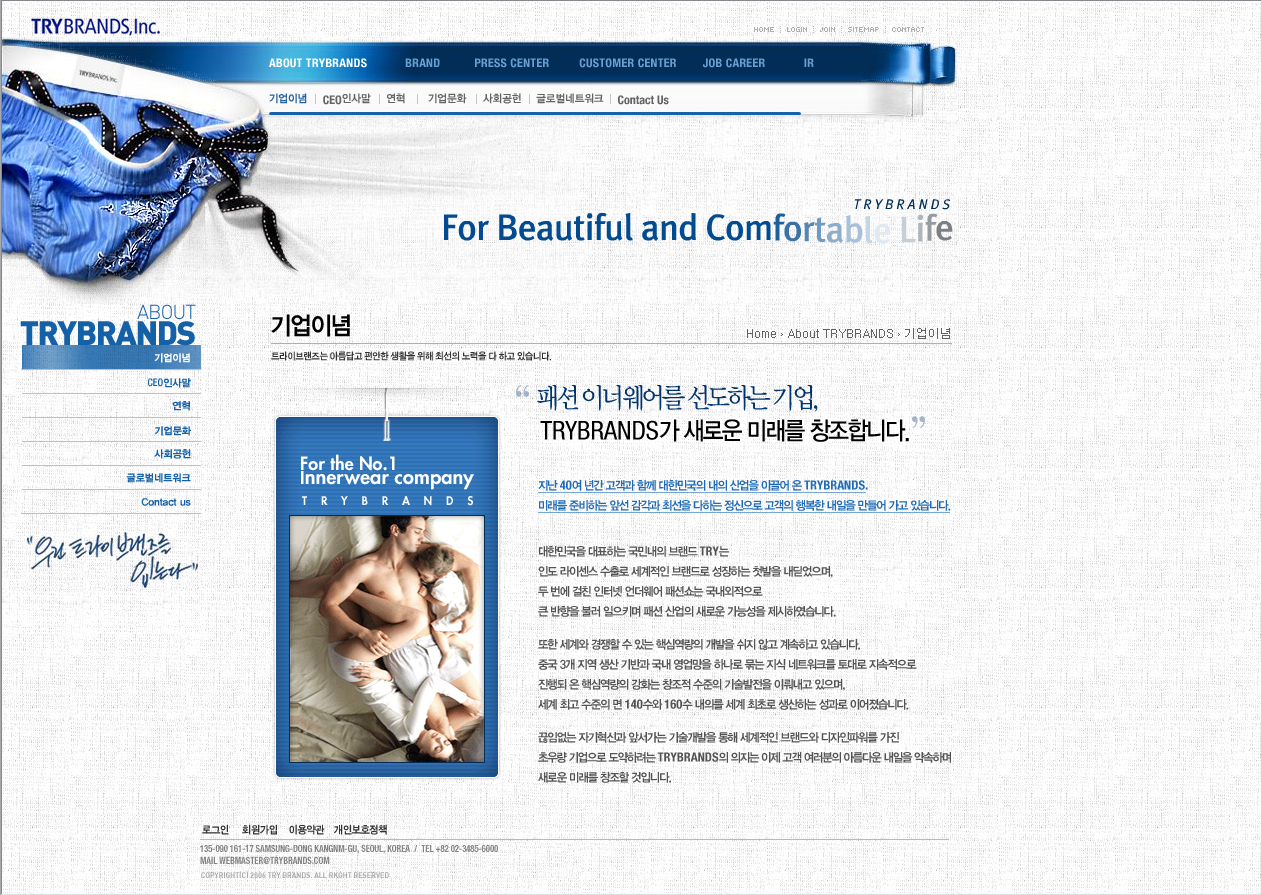 TRYBRANDS,Inc.
HOME LOGIN JOIN SITEMAP CONTACT
ABOUT TRYBRANDS BRAND PRESS CENTER CUSTOMER CENTER JOB CAREER IR
TRYBRANDS,Inc.
기업이념 CEO인사말 연혁 기업문화 사회공헌 글로벌네트워크 Contact Us
TRYBRANDS
For Beautiful and Comfortable Life
ABOUT
TRYBRANDS
기업이념
CEO인사말
연혁
기업문화
사회공헌
글로벌네트워크
Contact us
"우린 트라이브랜즈를
입는다"
기업이념
Home › About TRYBRANDS › 기업이념
트라이브랜즈는 아름답고 편안한 생활을 위해 최선의 노력을 다 하고 있습니다.
For the No.1
Innerwear company
TRYBRANDS
“패션 이너웨어를 선도하는 기업,
TRYBRANDS가 새로운 미래를 창조합니다.”
지난 40여 년간 고객과 함께 대한민국의 내의 산업을 이끌어 온 TRYBRANDS.
미래를 준비하는 앞선 감각과 최선을 다하는 정신으로 고객의 행복한 내일을 만들어 가고 있습니다.
대한민국을 대표하는 국민내의 브랜드 TRY는
인도 라이센스 수출로 세계적인 브랜드로 성장하는 첫발을 내딛었으며,
두 번에 걸친 인터넷 언더웨어 패션쇼는 국내외적으로
큰 반향을 불러 일으키며 패션 산업의 새로운 가능성을 제시하였습니다.
또한 세계와 경쟁할 수 있는 핵심역량의 개발을 쉬지 않고 계속하고 있습니다.
중국 3개 지역 생산 기반과 국내 영업망을 하나로 묶는 지식 네트워크를 토대로 지속적으로
진행되 온 핵심역량의 강화는 창조적 수준의 기술발전을 이뤄내고 있으며,
세계 최고 수준의 면 140수와 160수 내의를 세계 최초로 생산하는 성과로 이어졌습니다.
끊임없는 자기혁신과 앞서가는 기술개발을 통해 세계적인 브랜드와 디자인파워를 가진
초우량 기업으로 도약하려는 TRYBRANDS의 의지는 이제 고객 여러분의 아름다운 내일을 약속하며
새로운 미래를 창조할 것입니다.
로그인 회원가입 이용약관 개인보호정책
135-090 161-17 SAMSUNG-DONG KANGNM-GU, SEOUL, KOREA / TEL +82 02-3485-6000
MAIL WEBMASTER@TRYBRANDS.COM
COPYRIGHT(C) 2006 TRY BRANDS. ALL RKGHT RESERVED.